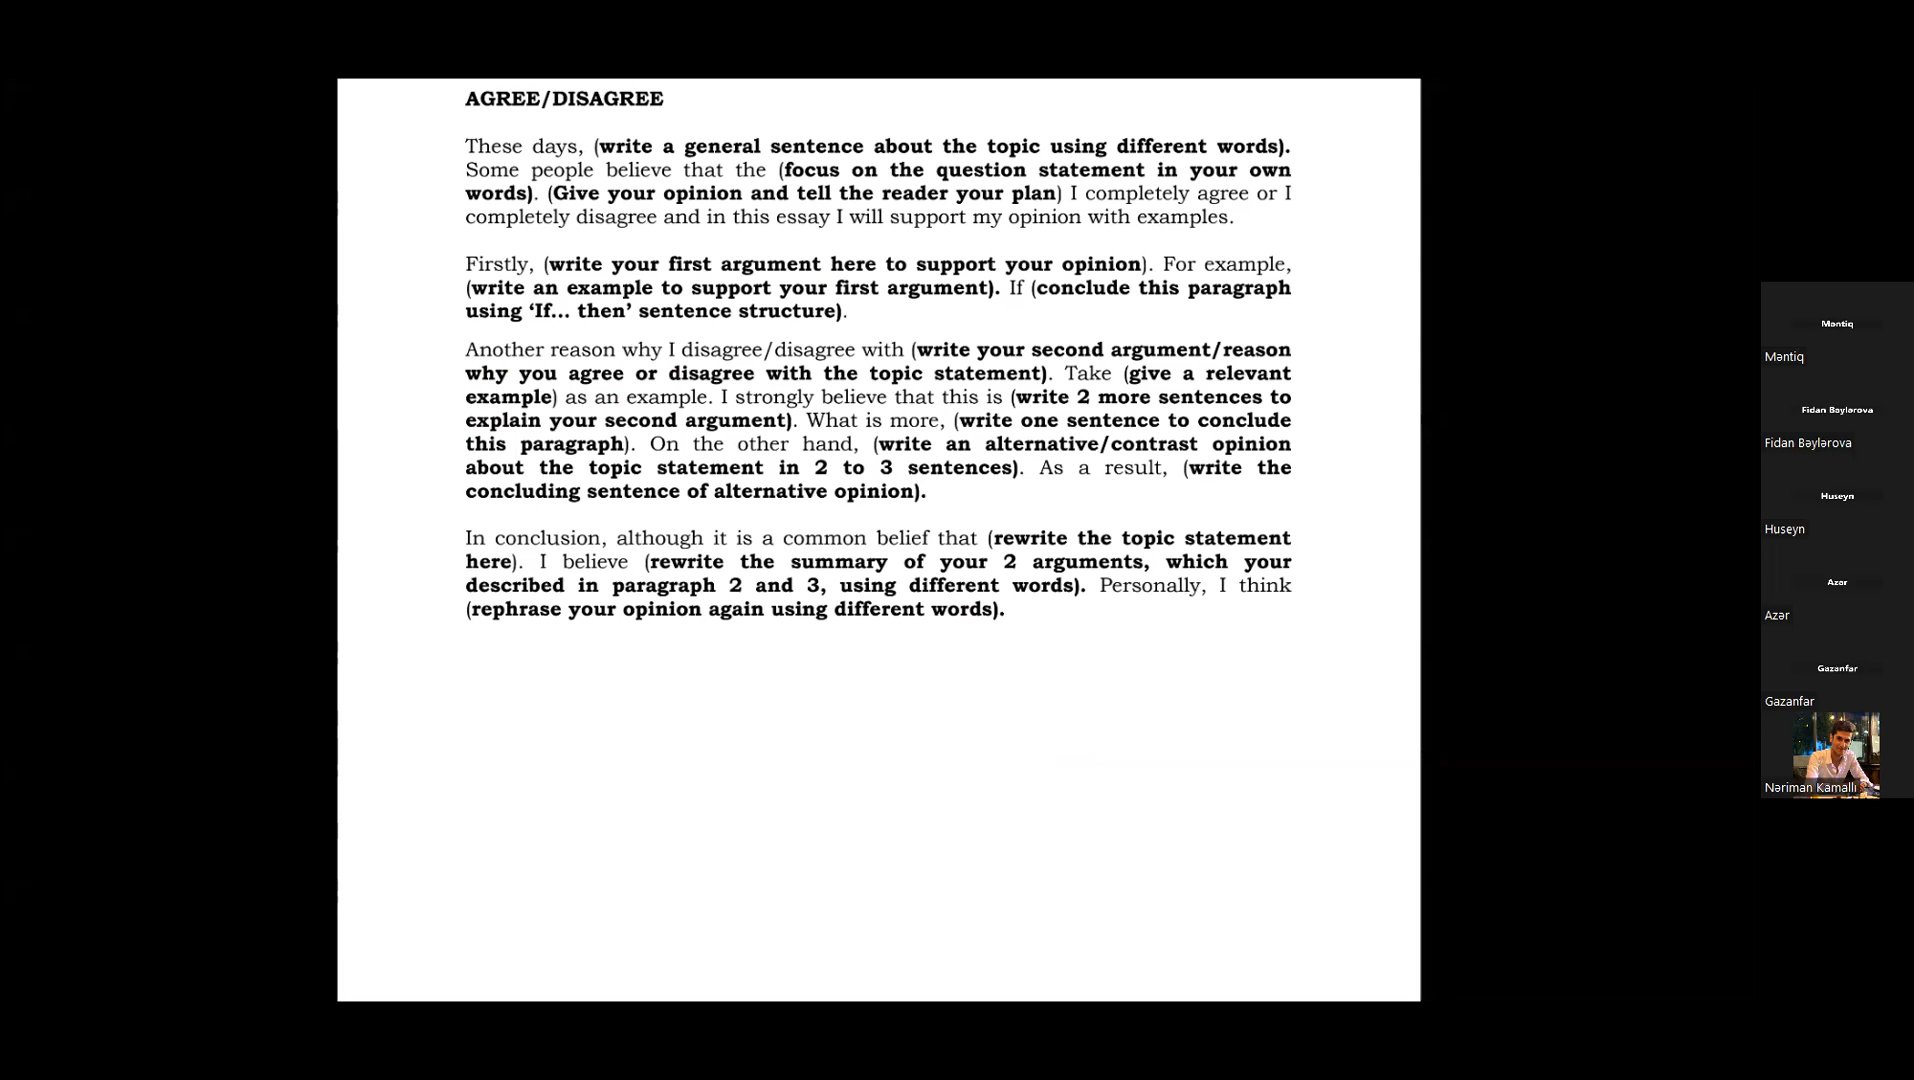 AGREE/DISAGREE
These days, (write a general sentence about the topic using different words).
Some people believe that the (focus on the question statement in your own
words). (Give your opinion and tell the reader your plan) I completely agree or I
completely disagree and in this essay I will support my opinion with examples.
Firstly, (write your first argument here to support your opinion). For example,
(write an example to support your first argument). If (conclude this paragraph
using ‘If... then’ sentence structure).
Another reason why I disagree/disagree with (write your second argument/reason
why you agree or disagree with the topic statement). Take (give a relevant
example) as an example. I strongly believe that this is (write 2 more sentences to
explain your second argument). What is more, (write one sentence to conclude
this paragraph). On the other hand, (write an alternative/contrast opinion
about the topic statement in 2 to 3 sentences). As a result, (write the
concluding sentence of alternative opinion).
In conclusion, although it is a common belief that (rewrite the topic statement
here). I believe (rewrite the summary of your 2 arguments, which your
described in paragraph 2 and 3, using different words). Personally, I think
(rephrase your opinion again using different words).
Məntiq
Məntiq
Fidan Bəylərova
Fidan Bəylərova
Huseyn
Huseyn
Azər
Azər
Gazanfar
Gazanfar
Nəriman Kamallı